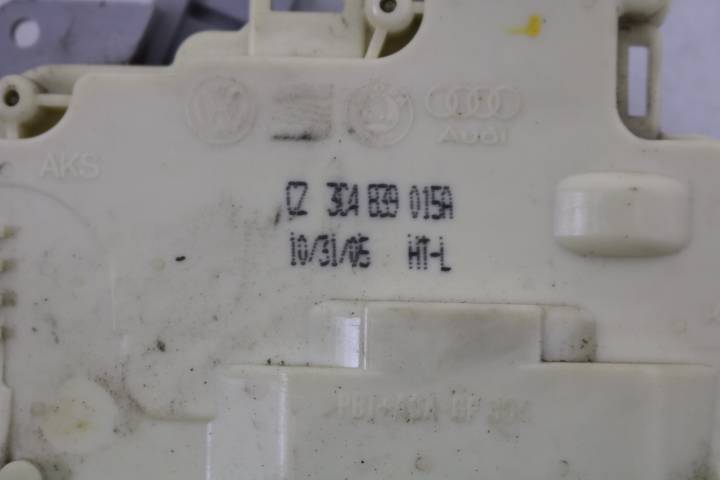 AUDI
AKS
CZ 3C4 839 015A
10/31/05 HT-L